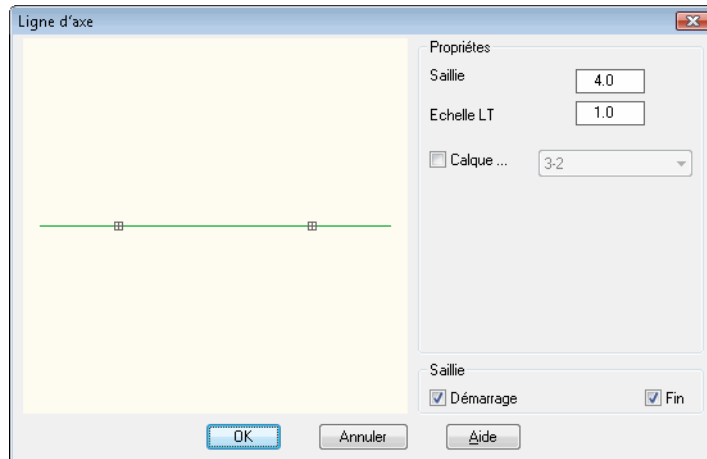 Ligne d'axe
Propriétes
Saillie
4.0
Echelle LT
1.0
Calque ...
3-2
Saillie
Démarrage
Fin
OK
Annuler
Aide